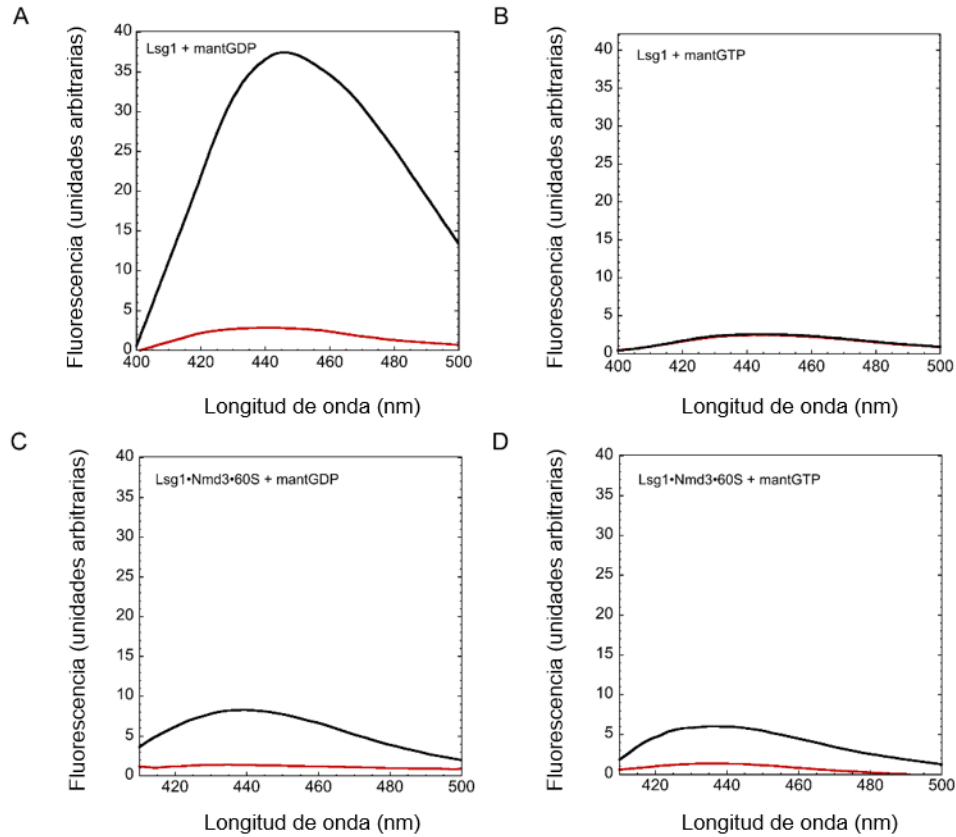 A
Fluorescencia (unidades arbitrarias)
Lsg1 + mantGDP
40
35
30
25
20
15
10
5
0
400 420 440 460 480 500
Longitud de onda (nm)
B
Fluorescencia (unidades arbitrarias)
Lsg1 + mantGTP
40
35
30
25
20
15
10
5
0
400 420 440 460 480 500
Longitud de onda (nm)
C
Fluorescencia (unidades arbitrarias)
Lsg1•Nmd3•60S + mantGDP
40
35
30
25
20
15
10
5
0
420 440 460 480 500
Longitud de onda (nm)
D
Fluorescencia (unidades arbitrarias)
Lsg1•Nmd3•60S + mantGTP
40
35
30
25
20
15
10
5
0
420 440 460 480 500
Longitud de onda (nm)